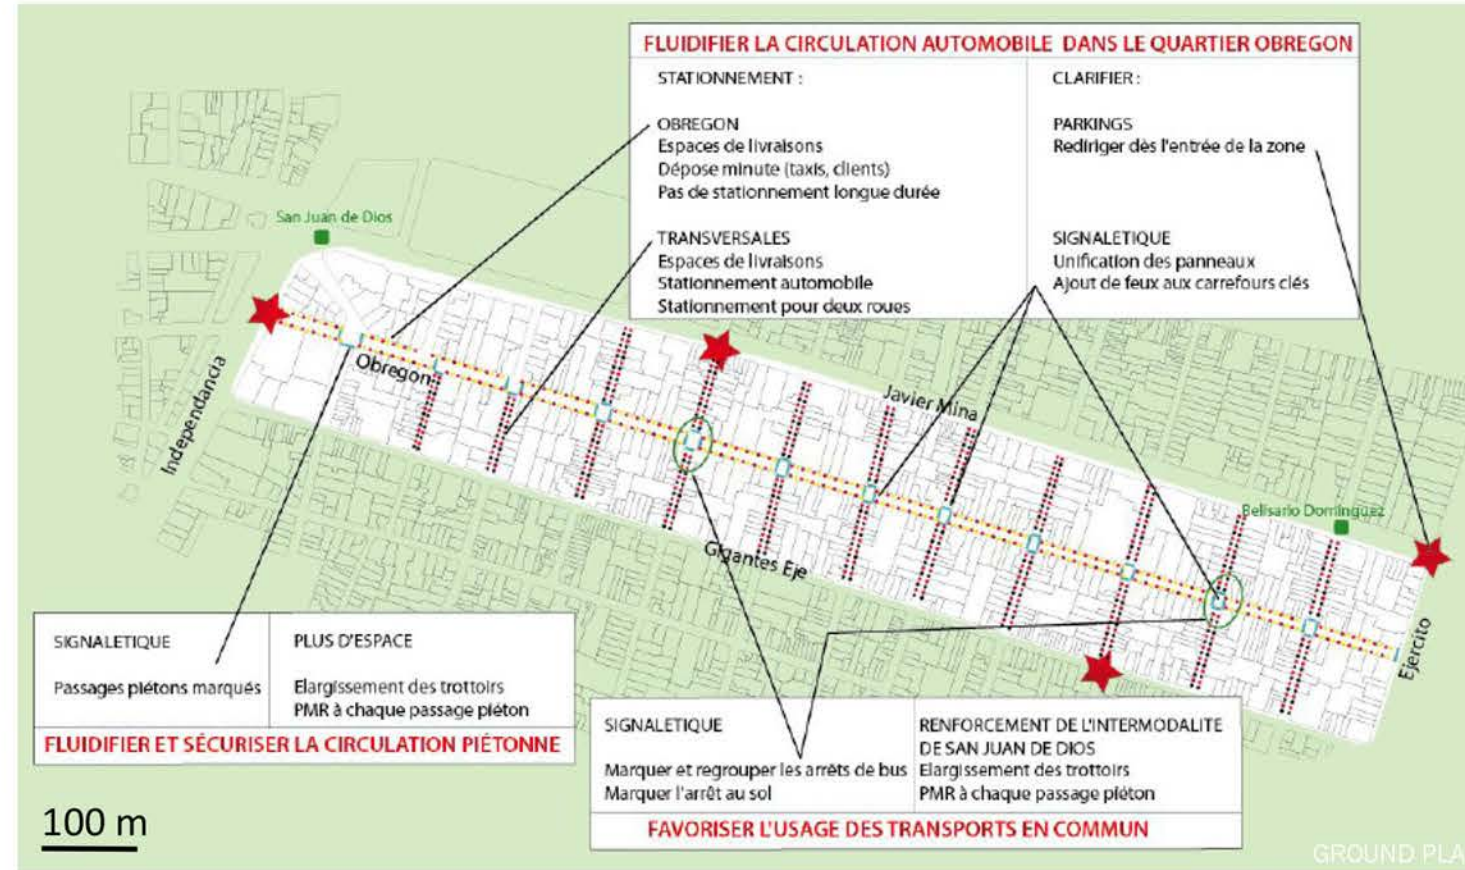 FLUIDIFIER LA CIRCULATION AUTOMOBILE DANS LE QUARTIER OBREGON
STATIONNEMENT :
OBREGON
Espaces de livraisons
Dépose minute (taxis, clients)
Pas de stationnement longue durée
TRANSVERSALES
Espaces de livraisons
Stationnement automobile
Stationnement pour deux roues
CLARIFIER :
PARKINGS
Rediriger dès l'entrée de la zone
SIGNALETIQUE
Unification des panneaux
Ajout de feux aux carrefours clés
San Juan de Dios
Independancia
Obregon
Javier Mina
Gigantes Eje
Belisario Dominguez
Ejercito
SIGNALETIQUE
Passages piétons marqués
PLUS D'ESPACE
Elargissement des trottoirs
PMR à chaque passage piéton
FLUIDIFIER ET SÉCURISER LA CIRCULATION PIÉTONNE
SIGNALETIQUE
Marquer et regrouper les arrêts de bus
Marquer l'arrêt au sol
RENFORCEMENT DE L'INTERMODALITE
DE SAN JUAN DE DIOS
Elargissement des trottoirs
PMR à chaque passage piéton
FAVORISER L'USAGE DES TRANSPORTS EN COMMUN
100 m
GROUND PLA